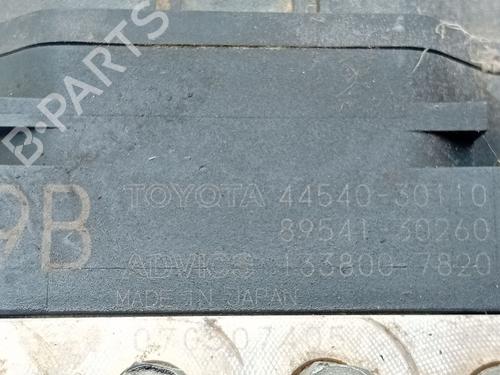 B-PARTS
9B
TOYOTA 44540-30110
89541-30260
ADVICS 133800-7820
MADE IN JAPAN